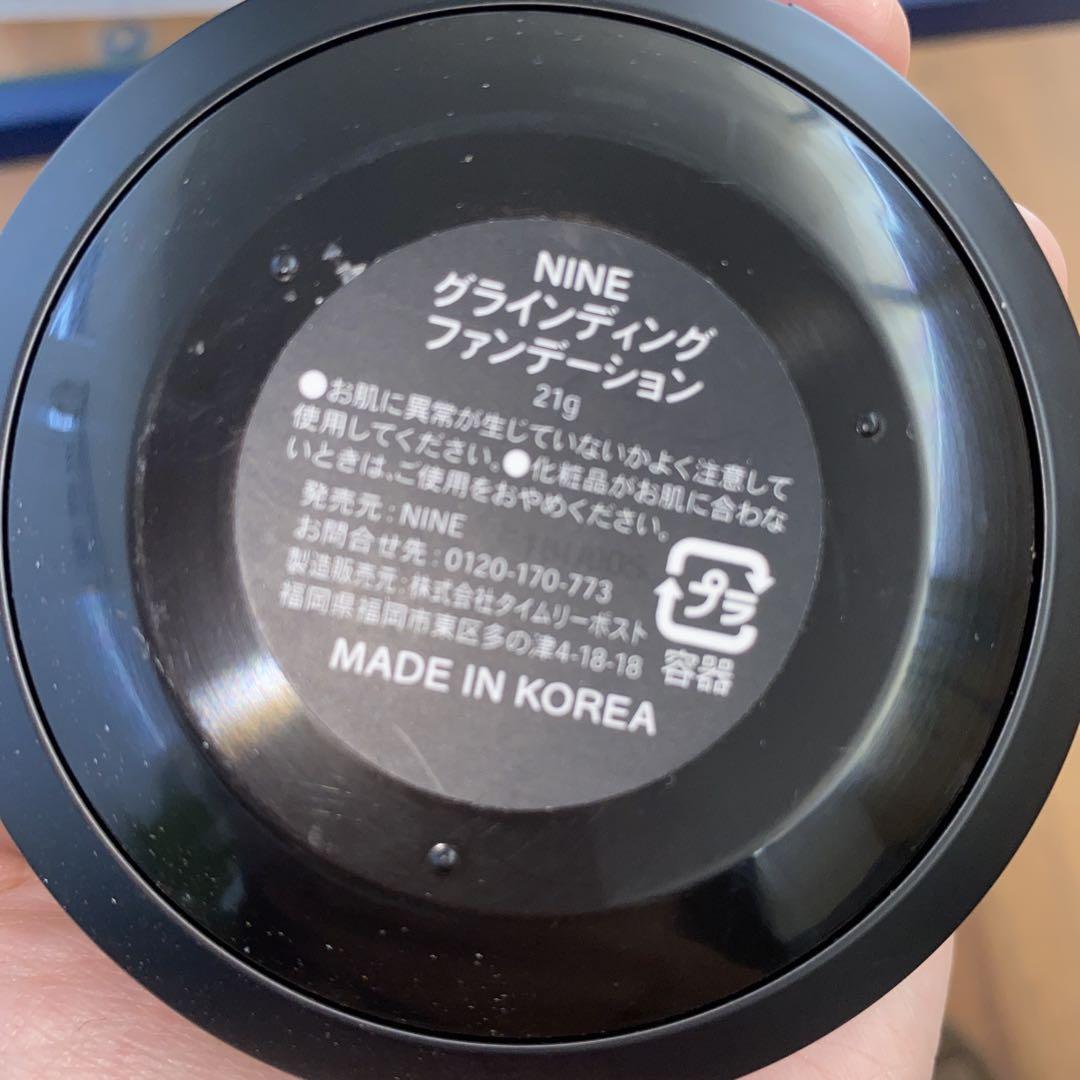 NINE
グラインディング
ファンデーション
21g
●お肌に異常が生じていないかよく注意して
使用してください。●化粧品がお肌に合わな
いときは、ご使用をおやめください。
発売元:NINE
お問合せ先:0120-170-773
製造販売元:株式会社タイムリーポスト
福岡県福岡市東区多の津4-18-18
プラ
容器
MADE IN KOREA